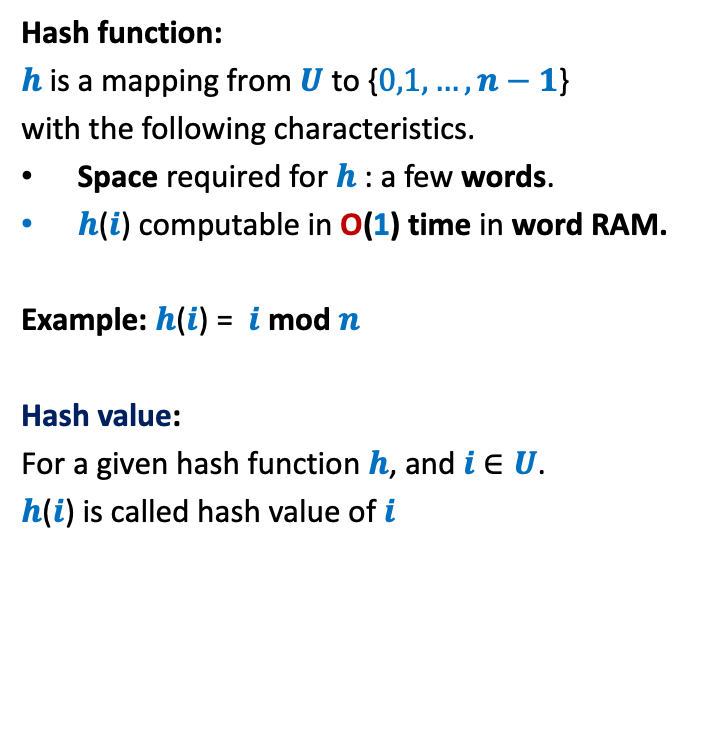 Hash function:
h is a mapping from U to {0,1, … , n − 1}
with the following characteristics.
• Space required for h : a few words.
• h(i) computable in O(1) time in word RAM.
Example: h(i) = i mod n
Hash value:
For a given hash function h, and i ∈ U.
h(i) is called hash value of i